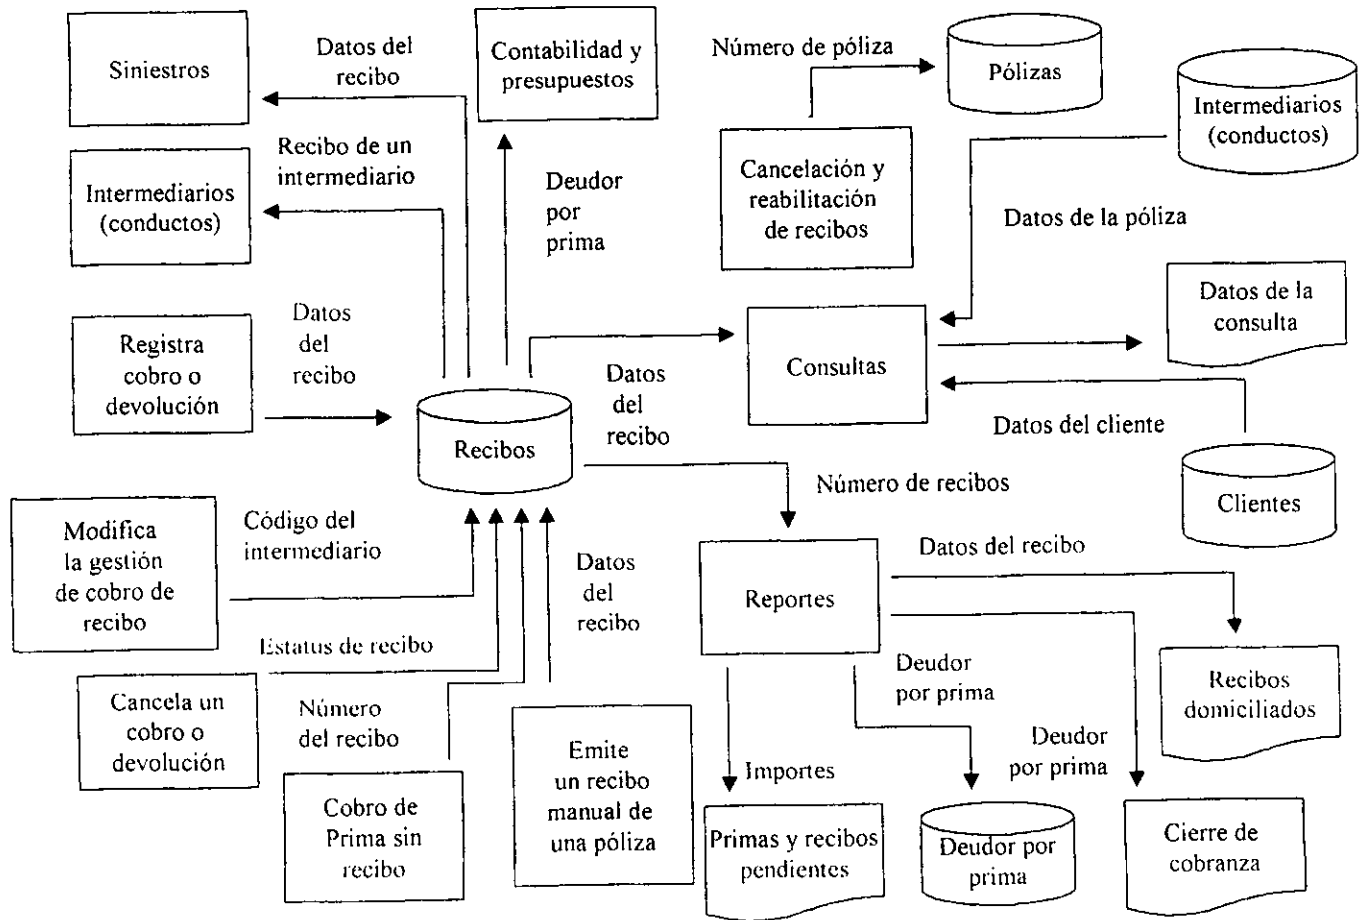 Siniestros
Datos del
recibo
Contabilidad y
presupuestos
Número de póliza
Pólizas
Intermediarios
(conductos)
Recibo de un
intermediario
Intermediarios
(conductos)
Deudor
por
prima
Cancelación y
reabilitación
de recibos
Datos de la póliza
Datos de la
consulta
Registra
cobro o
devolución
Datos
del
recibo
Recibos
Datos
del
recibo
Consultas
Datos del cliente
Clientes
Número de recibos
Modifica
la gestión
de cobro de
recibo
Código del
intermediario
Datos
del
recibo
Reportes
Datos del recibo
Estatus de recibo
Cancela un
cobro o
devolución
Número
del recibo
Cobro de
Prima sin
recibo
Emite
un recibo
manual de
una póliza
Deudor
por prima
Recibos
domiciliados
Importes
Deudor
por prima
Primas y recibos
pendientes
Deudor por
prima
Cierre de
cobranza